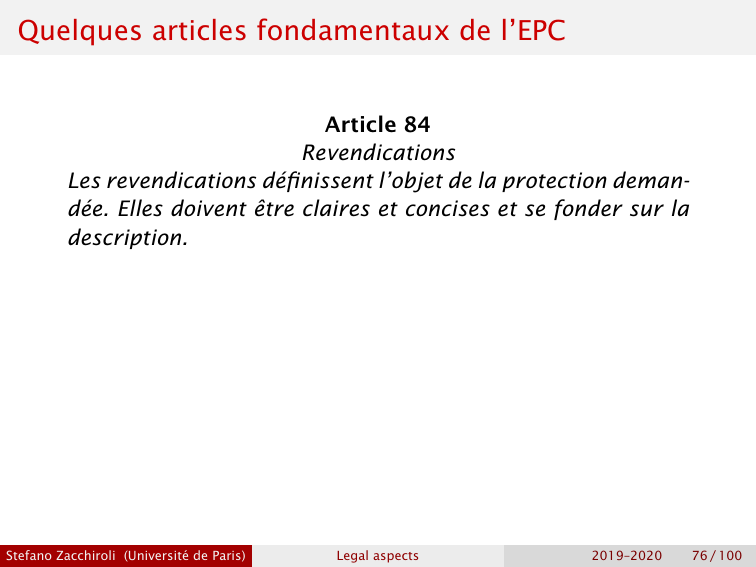 Quelques articles fondamentaux de l’EPC
Article 84
Revendications
Les revendications définissent l’objet de la protection deman-
dée. Elles doivent être claires et concises et se fonder sur la
description.
Stefano Zacchiroli (Université de Paris) Legal aspects 2019–2020 76 / 100